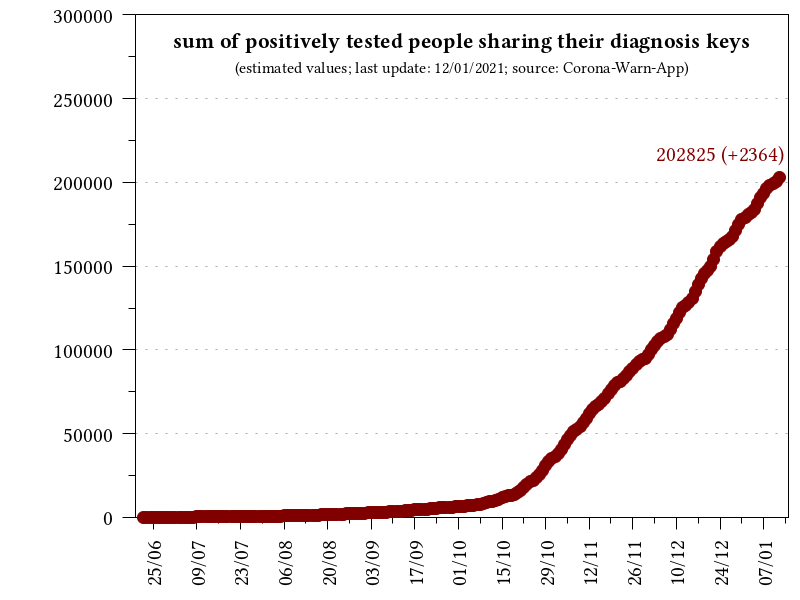 sum of positively tested people sharing their diagnosis keys
(estimated values; last update: 12/01/2021; source: Corona-Warn-App)
300000
250000
202825 (+2364)
200000
150000
100000
50000
0
25/06 09/07 23/07 06/08 20/08 03/09 17/09 01/10 15/10 29/10 12/11 26/11 10/12 24/12 07/01